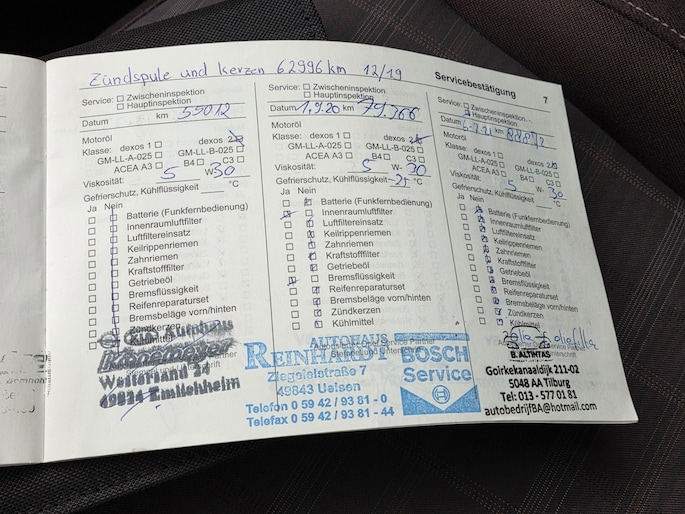 Zündspule und kerzen 62996 km 12/19
Servicebestätigung 7
Service: Zwischeninspektion
Hauptinspektion
Datum km 55012
Motoröl
Klasse: dexos 1 dexos 2
GM-LL-A-025 GM-LL-B-025
ACEA A3 B4 C3
Viskosität: 5 W- 30
Gefrierschutz, Kühlflüssigkeit °C
Ja Nein
Batterie (Funkfernbedienung)
Innenraumluftfilter
Luftfiltereinsatz
Keilrippenriemen
Zahnriemen
Kraftstofffilter
Getriebeöl
Bremsflüssigkeit
Reifenreparaturset
Bremsbeläge vorn/hinten
Zündkerzen
Kühlmittel
Autohaus
Westeresand 24
49824 Emlichheim
Service: Zwischeninspektion
Hauptinspektion
Datum 1.9.20 km 79.366
Motoröl
Klasse: dexos 1 dexos 2
GM-LL-A-025 GM-LL-B-025
ACEA A3 B4 C3
Viskosität: 5 W- 30
Gefrierschutz, Kühlflüssigkeit -25 °C
Ja Nein
Batterie (Funkfernbedienung)
Innenraumluftfilter
Luftfiltereinsatz
Keilrippenriemen
Zahnriemen
Kraftstofffilter
Getriebeöl
Bremsflüssigkeit
Reifenreparaturset
Bremsbeläge vorn/hinten
Zündkerzen
Kühlmittel
AUTOHAUS
REINHARDT BOSCH
Service
Ziegeleistraße 7
49843 Uelsen
Telefon 0 59 42 / 93 81 - 0
Telefax 0 59 42 / 93 81 - 44
Service: Zwischeninspektion
Hauptinspektion
Datum km
Motoröl
Klasse: dexos 1 dexos 2
GM-LL-A-025 GM-LL-B-025
ACEA A3 B4 C3
Viskosität: 5 W- 30
Gefrierschutz, Kühlflüssigkeit °C
Ja Nein
Batterie (Funkfernbedienung)
Innenraumluftfilter
Luftfiltereinsatz
Keilrippenriemen
Zahnriemen
Kraftstofffilter
Getriebeöl
Bremsflüssigkeit
Reifenreparaturset
Bremsbeläge vorn/hinten
Zündkerzen
Kühlmittel
B. ALTINTAS
Goirkekanaaldijk 211-02
5048 AA Tilburg
Tel: 013 - 577 01 81
autobedrijfBA@hotmail.com